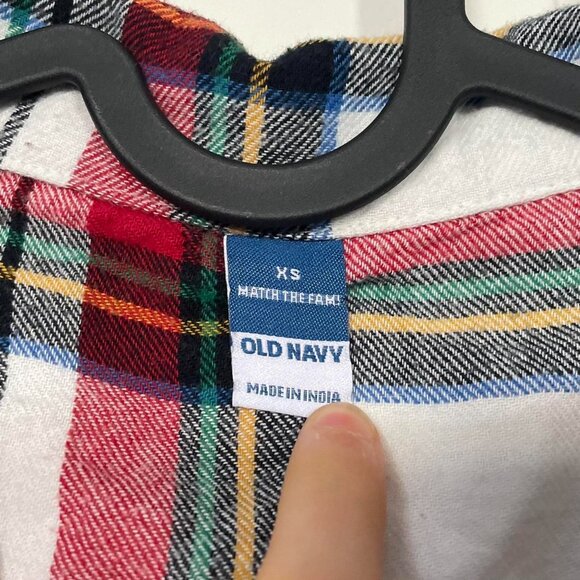 XS
MATCH THE FAM!
OLD NAVY
MADE IN INDIA